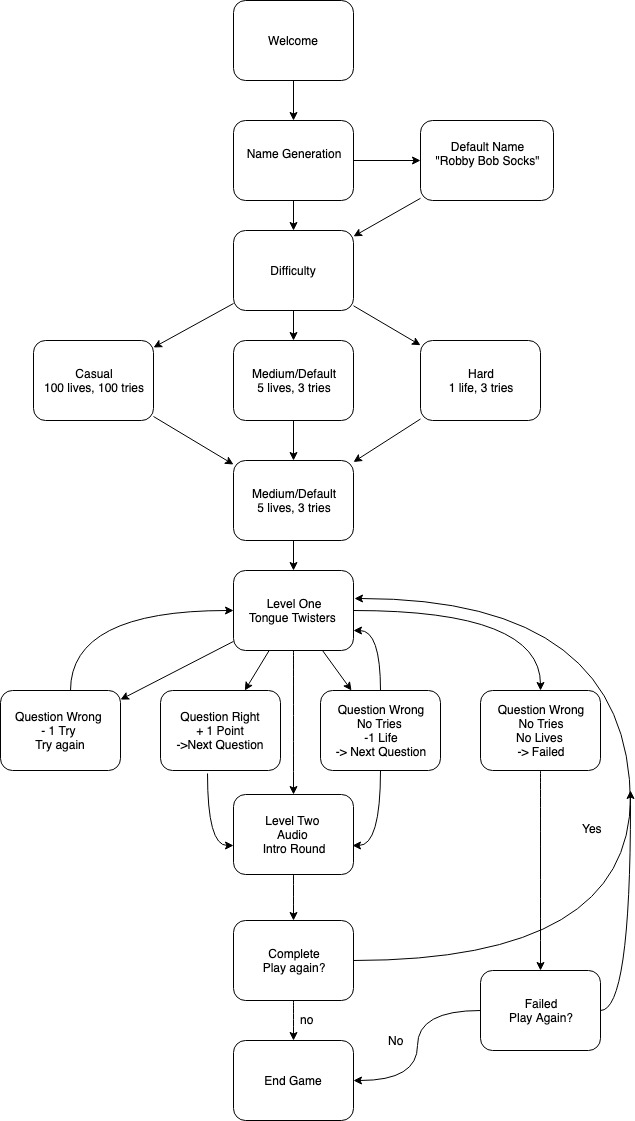 Welcome
Name Generation
Default Name
"Robby Bob Socks"
Difficulty
Casual
100 lives, 100 tries
Medium/Default
5 lives, 3 tries
Hard
1 life, 3 tries
Medium/Default
5 lives, 3 tries
Level One
Tongue Twisters
Question Wrong
- 1 Try
Try again
Question Right
+ 1 Point
->Next Question
Question Wrong
No Tries
-1 Life
-> Next Question
Question Wrong
No Tries
No Lives
-> Failed
Level Two
Audio
Intro Round
Yes
Complete
Play again?
Failed
Play Again?
no
No
End Game